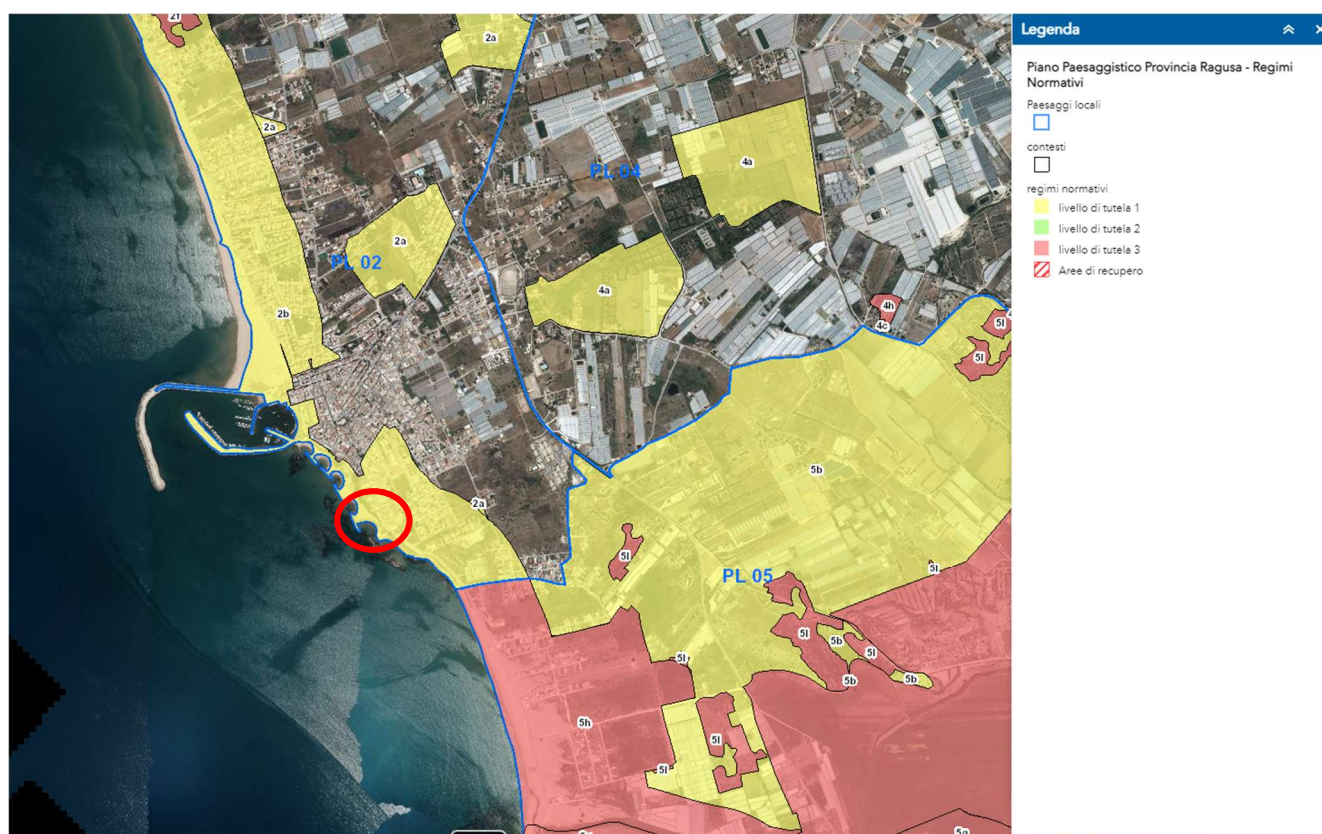 Legenda
Piano Paesaggistico Provincia Ragusa - Regimi
Normativi
Paesaggi locali
contesti
regimi normativi
livello di tutela 1
livello di tutela 2
livello di tutela 3
Aree di recupero
2f
2a
2a
4a
PL 04
2a
PL 02
4a
4h
2b
4c
5l
5l
5b
2a
5l
5l
PL 05
5l
5b
5l
5l
5b
5b
5h
5l
5l
5g